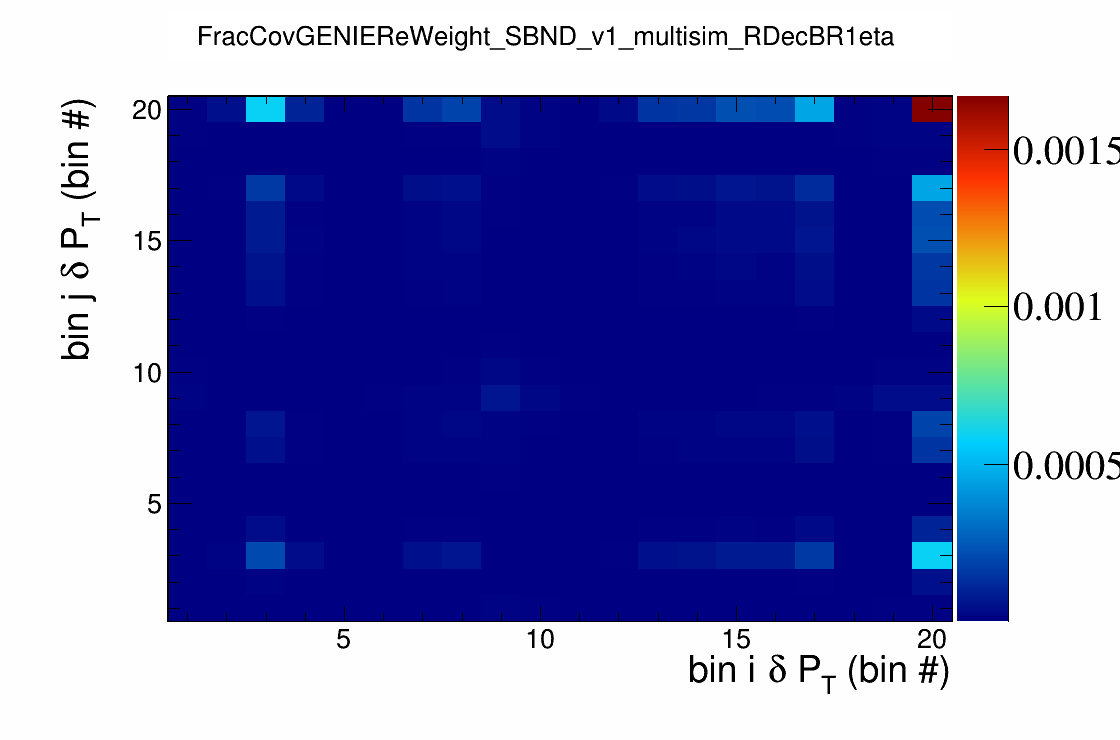 FracCovGENIEReWeight_SBND_v1_multisim_RDecBR1eta
bin j δ P_T (bin #)
20
15
10
5
5 10 15 20
bin i δ P_T (bin #)
0.0015
0.001
0.0005